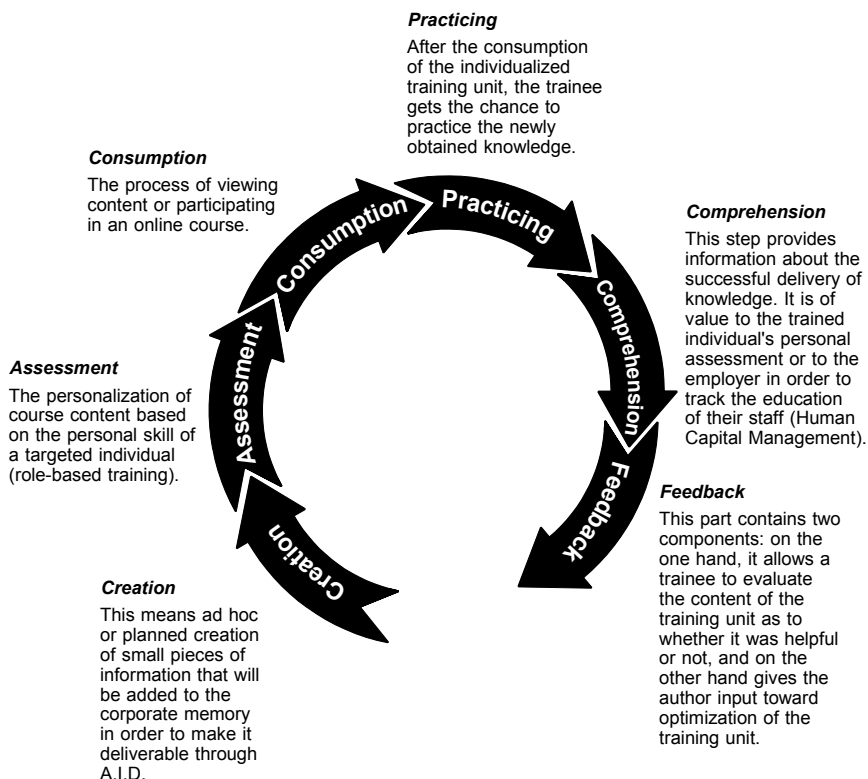 Practicing
After the consumption
of the individualized
training unit, the trainee
gets the chance to
practice the newly
obtained knowledge.
Consumption
The process of viewing
content or participating
in an online course.
Comprehension
This step provides
information about the
successful delivery of
knowledge. It is of
value to the trained
individual's personal
assessment or to the
employer in order to
track the education
of their staff (Human
Capital Management).
Assessment
The personalization of
course content based
on the personal skill of
a targeted individual
(role-based training).
Feedback
This part contains two
components: on the
one hand, it allows a
trainee to evaluate
the content of the
training unit as to
whether it was helpful
or not, and on the
other hand gives the
author input toward
optimization of the
training unit.
Creation
This means ad hoc
or planned creation
of small pieces of
information that will
be added to the
corporate memory
in order to make it
deliverable through
A.I.D.
Creation
Assessment
Consumption
Practicing
Comprehension
Feedback